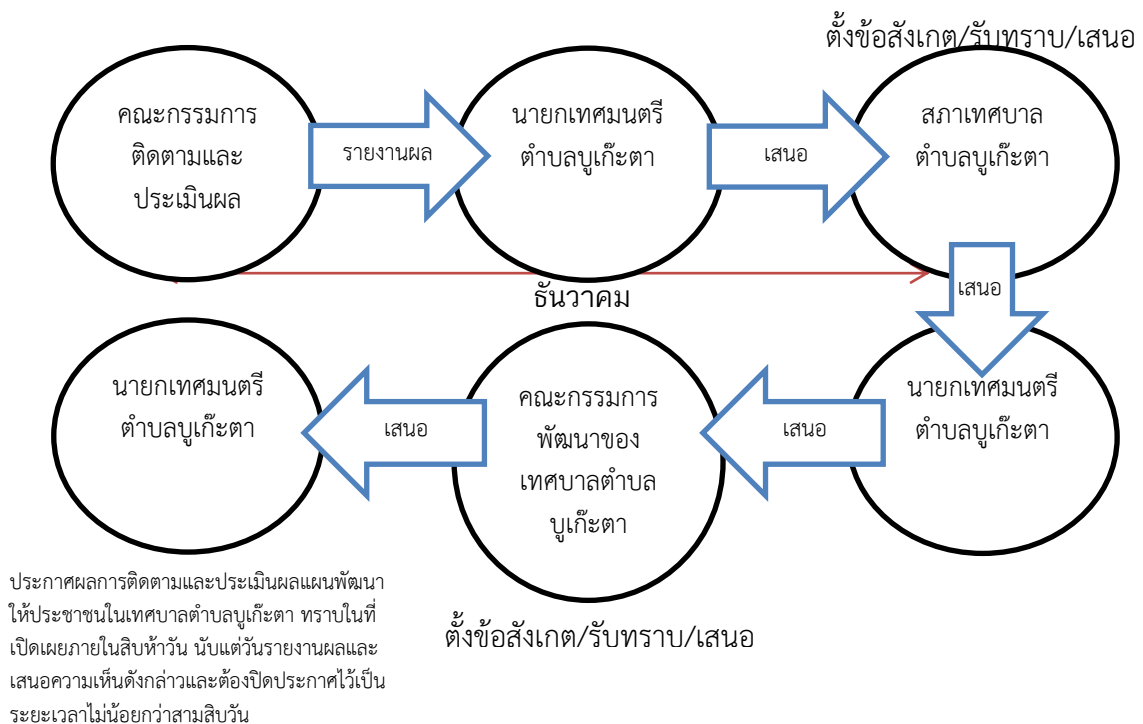 ตั้งข้อสังเกต/รับทราบ/เสนอ
คณะกรรมการ
ติดตามและ
ประเมินผล
รายงานผล
นายกเทศมนตรี
ตำบลบูเก๊ะตา
เสนอ
สภาเทศบาล
ตำบลบูเก๊ะตา
ธันวาคม
เสนอ
นายกเทศมนตรี
ตำบลบูเก๊ะตา
เสนอ
คณะกรรมการ
พัฒนาของ
เทศบาลตำบล
บูเก๊ะตา
เสนอ
นายกเทศมนตรี
ตำบลบูเก๊ะตา
ตั้งข้อสังเกต/รับทราบ/เสนอ
ประกาศผลการติดตามและประเมินผลแผนพัฒนา
ให้ประชาชนในเทศบาลตำบลบูเก๊ะตา ทราบในที่
เปิดเผยภายในสิบห้าวัน นับแต่วันรายงานผลและ
เสนอความเห็นดังกล่าวและต้องปิดประกาศไว้เป็น
ระยะเวลาไม่น้อยกว่าสามสิบวัน